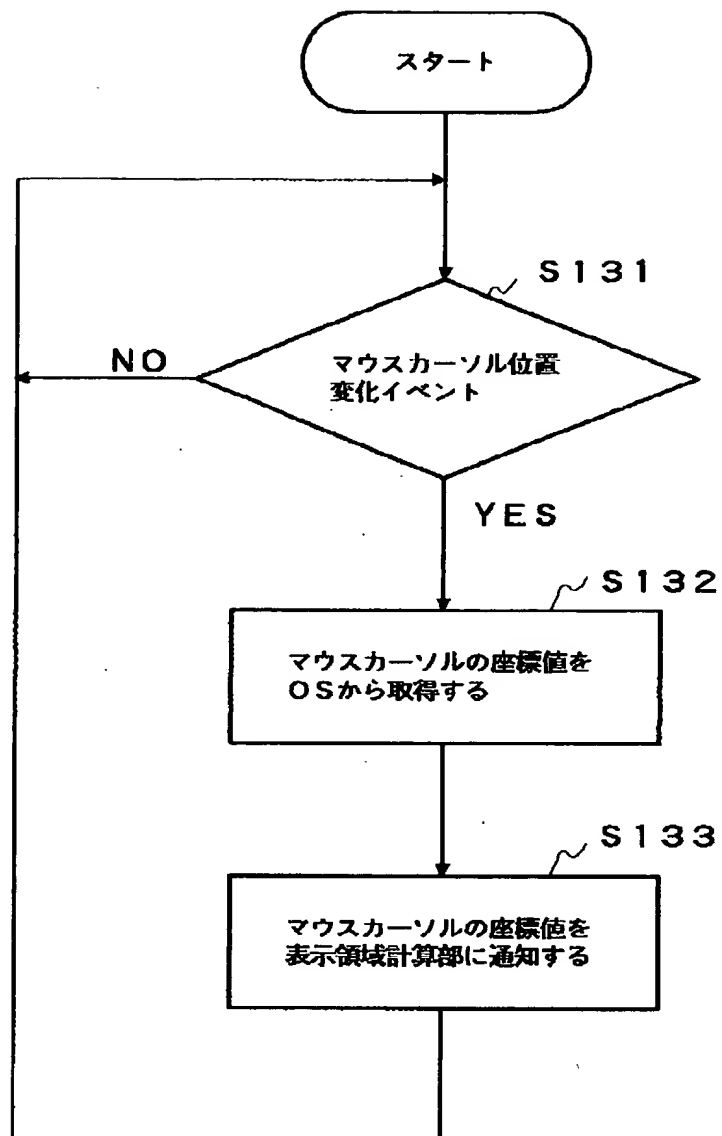 スタート
S131
マウスカーソル位置
変化イベント
NO
YES
S132
マウスカーソルの座標値を
OSから取得する
S133
マウスカーソルの座標値を
表示領域計算部に通知する